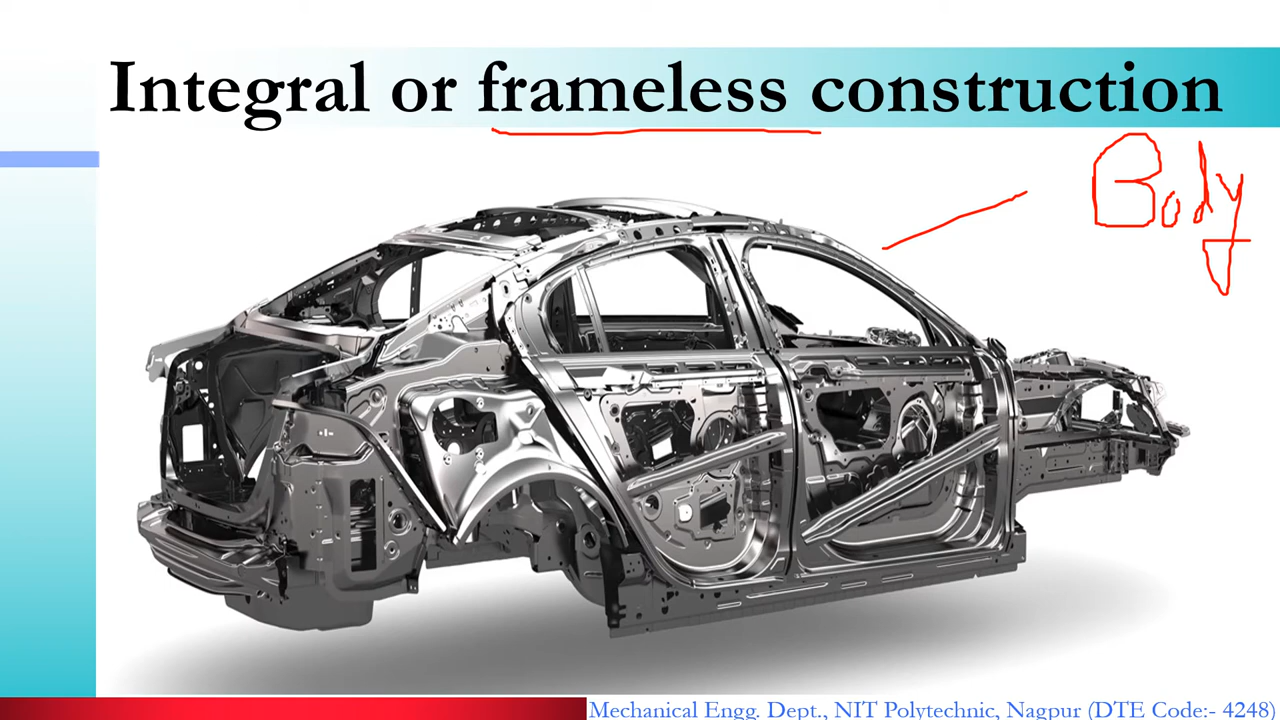 Integral or frameless construction
Body
Mechanical Engg. Dept., NIT Polytechnic, Nagpur (DTE Code:- 4248)